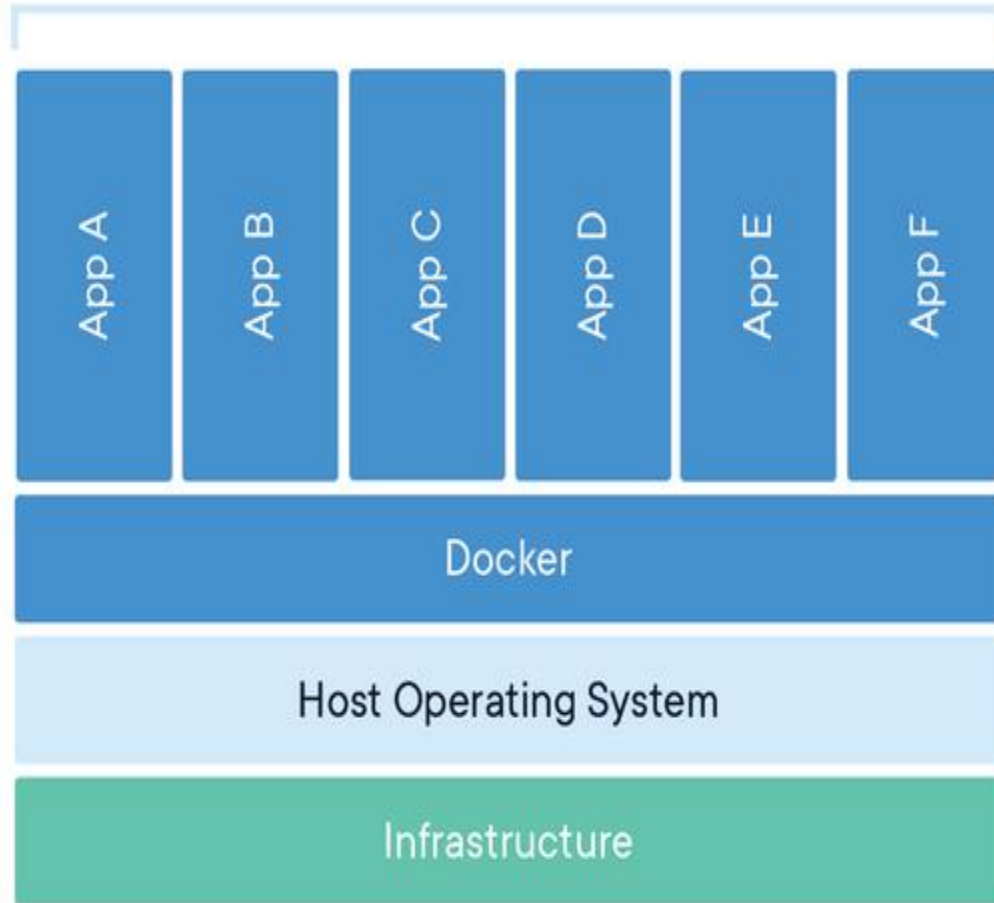 App A
App B
App C
App D
App E
App F
Docker
Host Operating System
Infrastructure